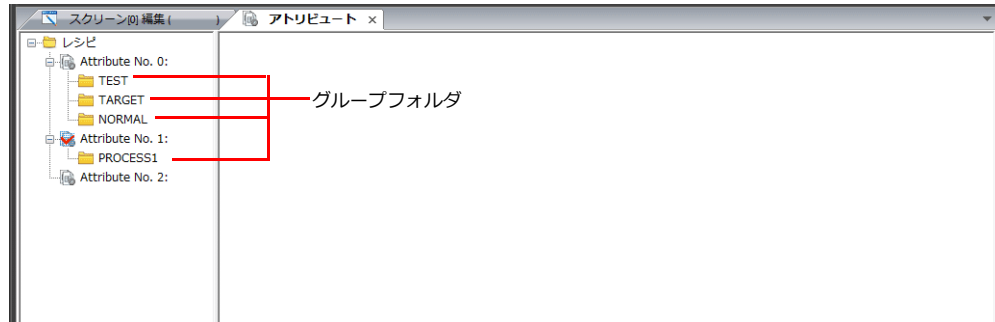 スクリーン[0] 編集 ( ) アトリビュート ×
レシピ
Attribute No. 0:
TEST
TARGET
グループフォルダ
NORMAL
Attribute No. 1:
PROCESS1
Attribute No. 2: